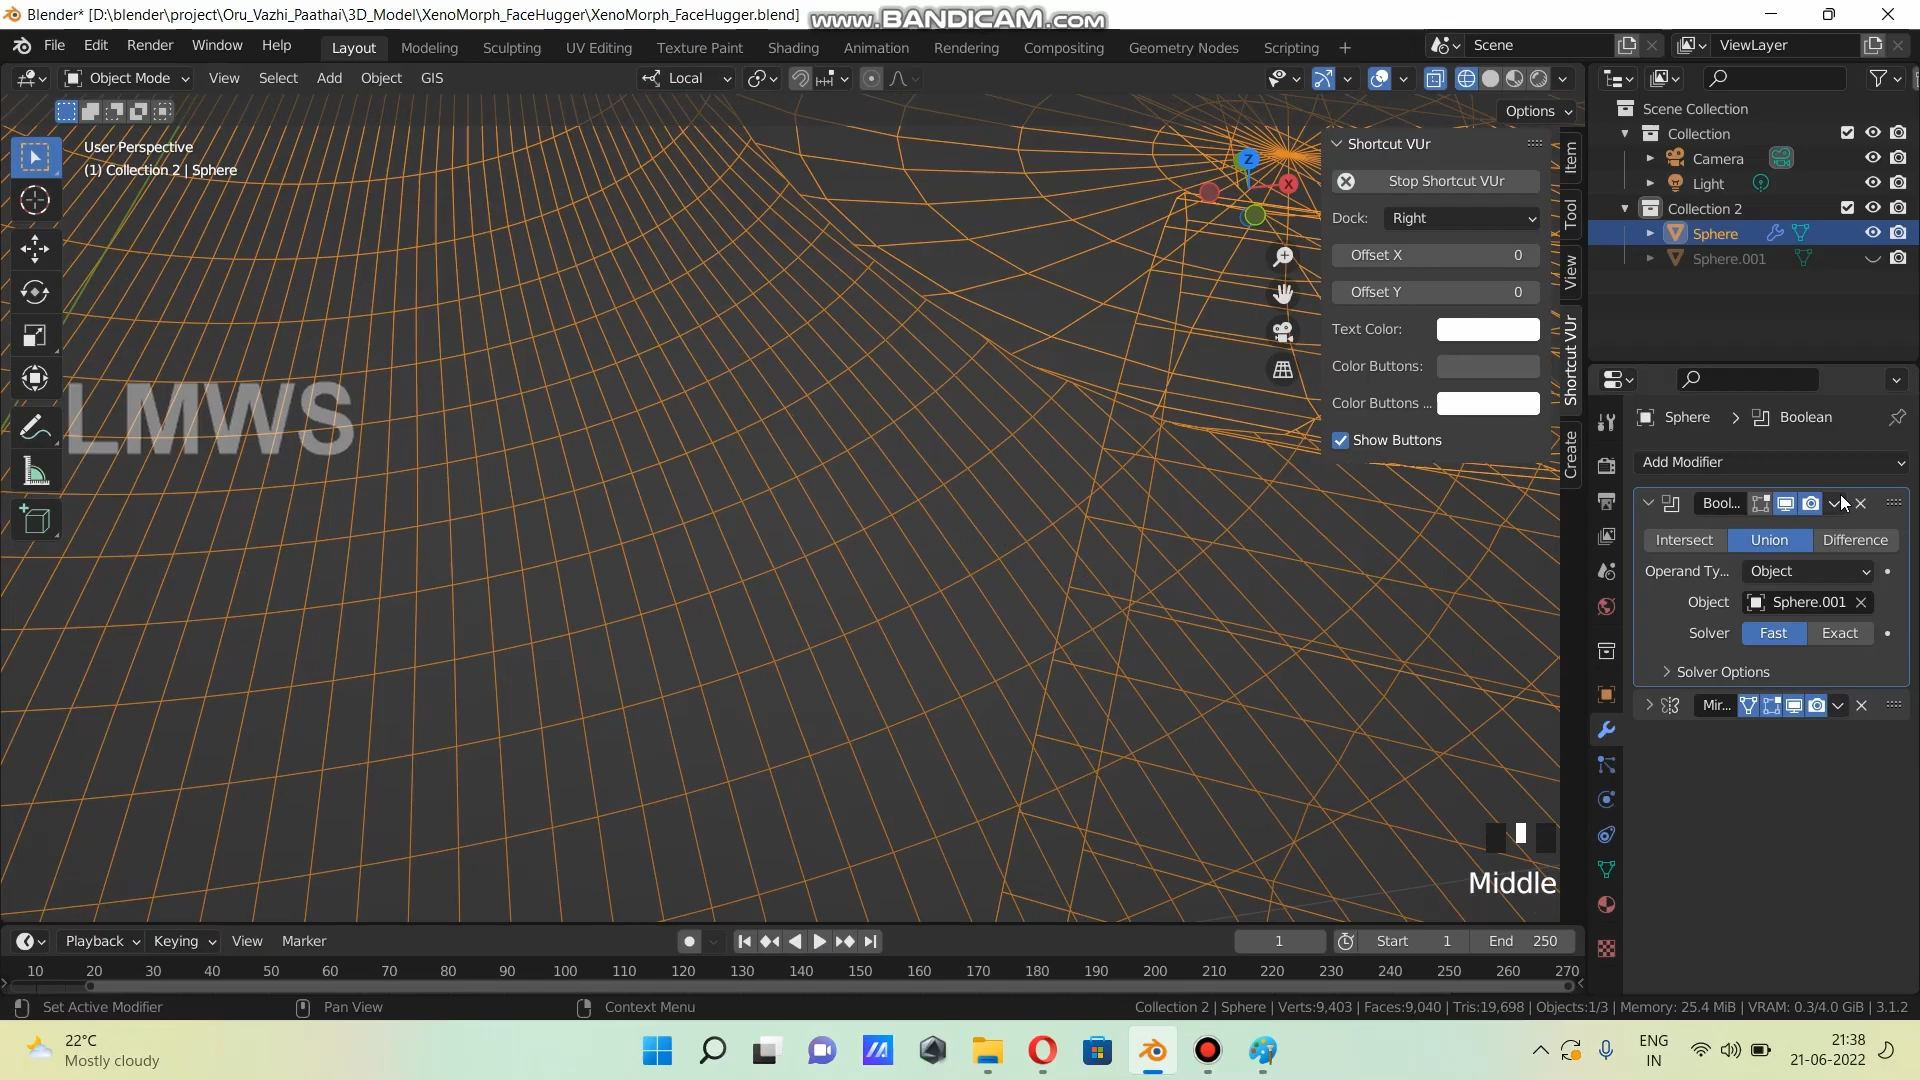 Blender* [D:\blender\project\Oru_Vazhi_Paathai\3D_Model\XenoMorph_FaceHugger\XenoMorph_FaceHugger.blend]
www.BANDICAM.com
File Edit Render Window Help
Layout Modeling Sculpting UV Editing Texture Paint Shading Animation Rendering Compositing Geometry Nodes Scripting +
Scene
ViewLayer
Object Mode View Select Add Object GIS
Local
Options
User Perspective
(1) Collection 2 | Sphere
LMWS
Z
X
Shortcut VUr
Stop Shortcut VUr
Dock: Right
Offset X 0
Offset Y 0
Text Color:
Color Buttons:
Color Buttons ...
Show Buttons
Item
Tool
View
Shortcut VUr
Create
Middle
Scene Collection
Collection
Camera
Light
Collection 2
Sphere
Sphere.001
Sphere > Boolean
Add Modifier
Bool...
Intersect Union Difference
Operand Ty... Object
Object Sphere.001
Solver Fast Exact
Solver Options
Mir...
Playback Keying View Marker
1
Start 1
End 250
10 20 30 40 50 60 70 80 90 100 110 120 130 140 150 160 170 180 190 200 210 220 230 240 250 260 270
Set Active Modifier
Pan View
Context Menu
Collection 2 | Sphere | Verts:9,403 | Faces:9,040 | Tris:19,698 | Objects:1/3 | Memory: 25.4 MiB | VRAM: 0.3/4.0 GiB | 3.1.2
22°C
Mostly cloudy
ENG
IN
21:38
21-06-2022